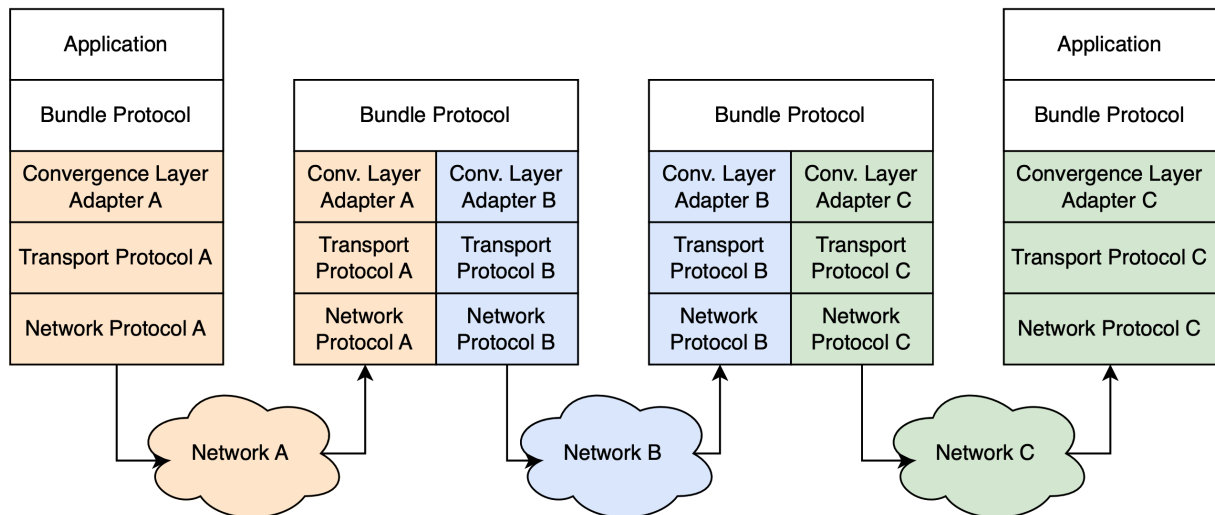 Application
Bundle Protocol
Convergence Layer
Adapter A
Transport Protocol A
Network Protocol A
Bundle Protocol
Conv. Layer
Adapter A
Conv. Layer
Adapter B
Transport
Protocol A
Transport
Protocol B
Network
Protocol A
Network
Protocol B
Bundle Protocol
Conv. Layer
Adapter B
Conv. Layer
Adapter C
Transport
Protocol B
Transport
Protocol C
Network
Protocol B
Network
Protocol C
Application
Bundle Protocol
Convergence Layer
Adapter C
Transport Protocol C
Network Protocol C
Network A
Network B
Network C